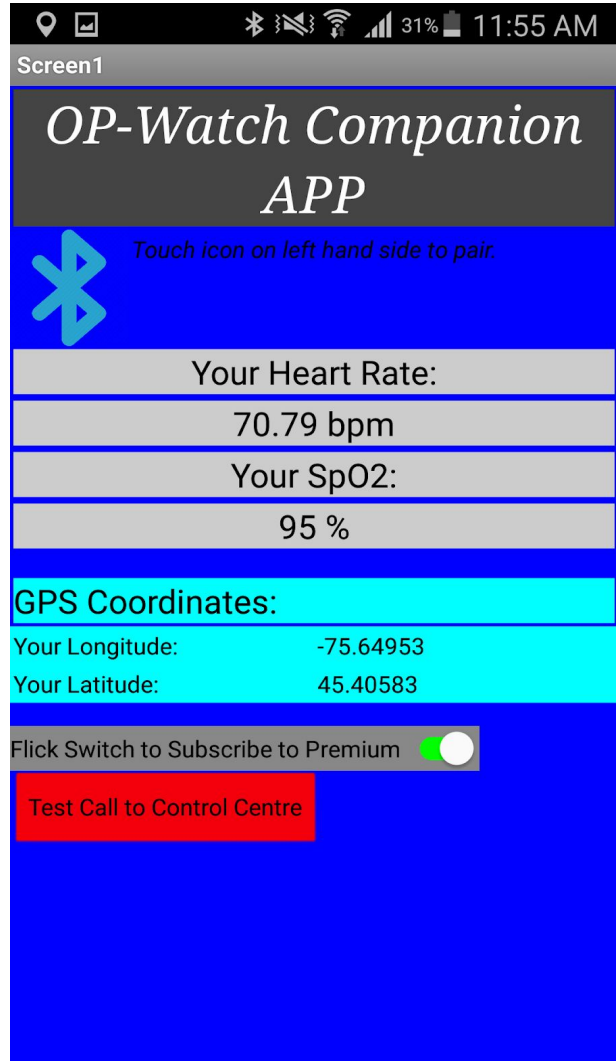 31% 11:55 AM
Screen1
OP-Watch Companion
APP
Touch icon on left hand side to pair.
Your Heart Rate:
70.79 bpm
Your SpO2:
95 %
GPS Coordinates:
Your Longitude: -75.64953
Your Latitude: 45.40583
Flick Switch to Subscribe to Premium
Test Call to Control Centre